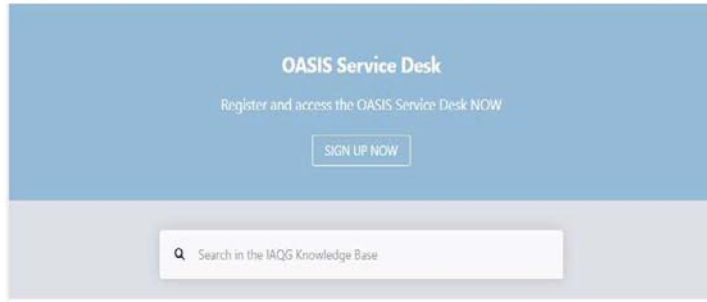 OASIS Service Desk
Register and access the OASIS Service Desk NOW
SIGN UP NOW
Search in the IAQG Knowledge Base